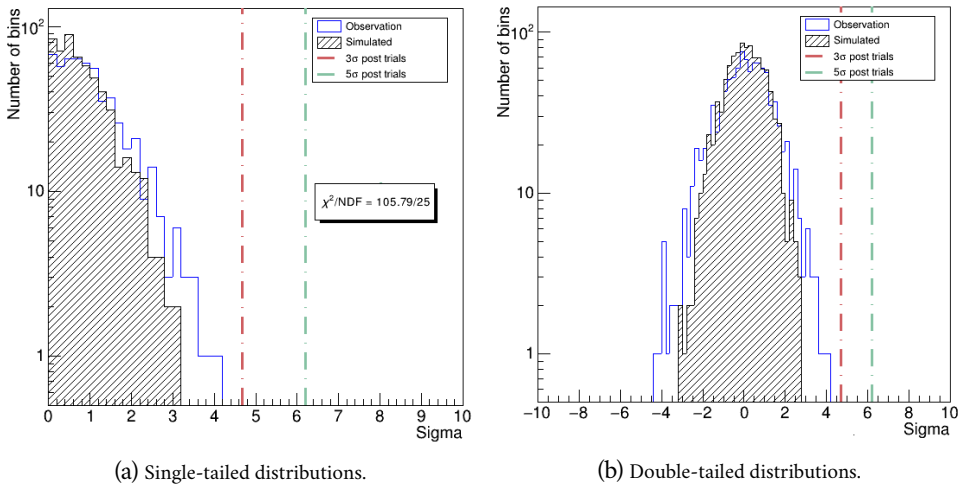 Number of bins
10²
10
1
Observation
Simulated
3σ post trials
5σ post trials
χ²/NDF = 105.79/25
0 1 2 3 4 5 6 7 8 9 10
Sigma
(a) Single-tailed distributions.
Number of bins
10²
10
1
Observation
Simulated
3σ post trials
5σ post trials
−10 −8 −6 −4 −2 0 2 4 6 8 10
Sigma
(b) Double-tailed distributions.